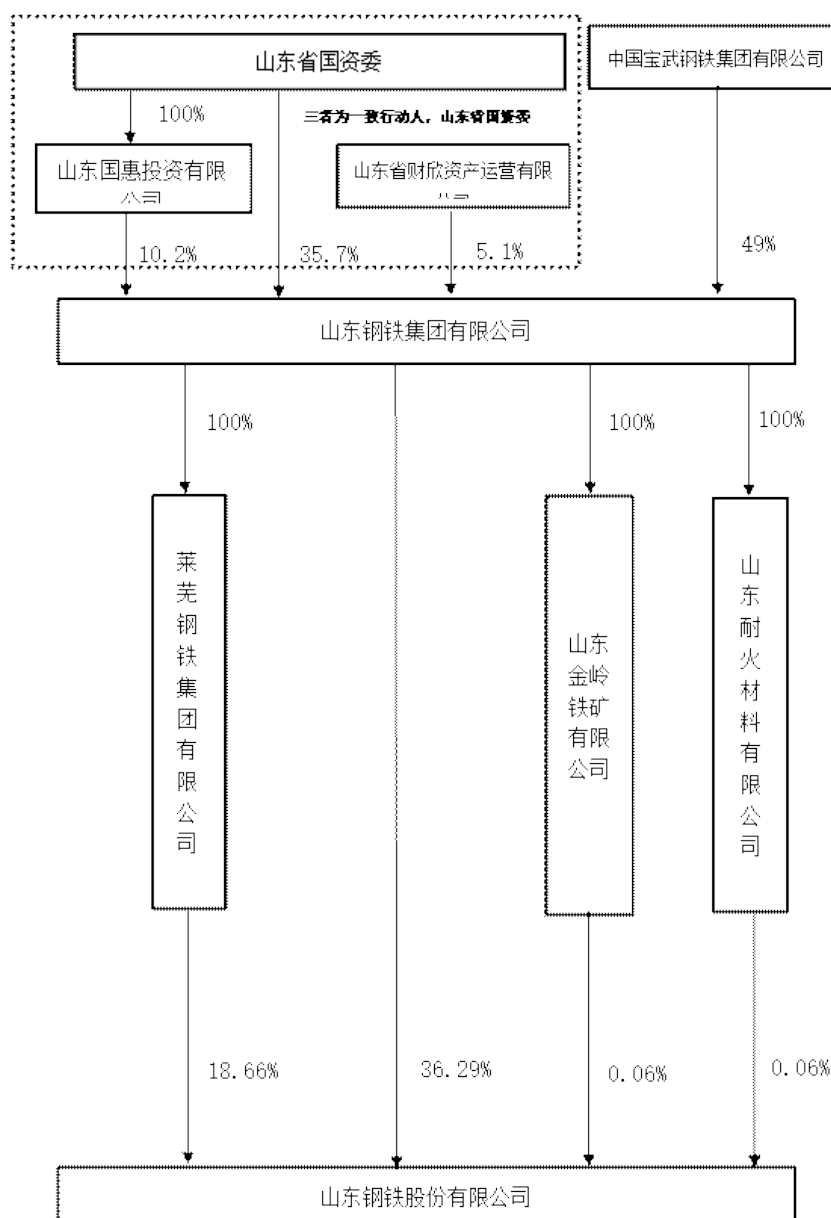 山东省国资委
中国宝武钢铁集团有限公司
100%
三者为一致行动人，山东省国资委
山东国惠投资有限
公司
山东省财欣资产运营有限
公司
10.2%
35.7%
5.1%
49%
山东钢铁集团有限公司
100%
100%
100%
莱芜钢铁集团有限公司
山东
金岭
铁矿
有限
公司
山东耐火材料有限公司
18.66%
36.29%
0.06%
0.06%
山东钢铁股份有限公司